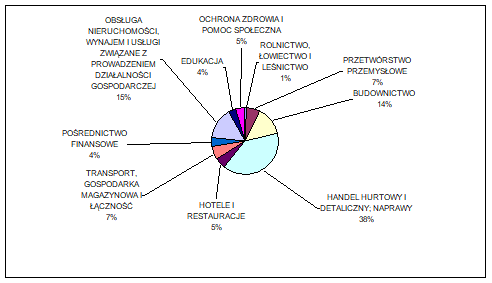 OBSŁUGA
NIERUCHOMOŚCI,
WYNAJEM I USŁUGI
ZWIĄZANE Z
PROWADZENIEM
DZIAŁALNOŚCI
GOSPODARCZEJ
15%
OCHRONA ZDROWIA I
POMOC SPOŁECZNA
5%
EDUKACJA
4%
ROLNICTWO,
ŁOWIECTWO I
LEŚNICTWO
1%
PRZETWÓRSTWO
PRZEMYSŁOWE
7%
BUDOWNICTWO
14%
POŚREDNICTWO
FINANSOWE
4%
TRANSPORT,
GOSPODARKA
MAGAZYNOWA I
ŁĄCZNOŚĆ
7%
HOTELE I
RESTAURACJE
5%
HANDEL HURTOWY I
DETALICZNY; NAPRAWY
38%